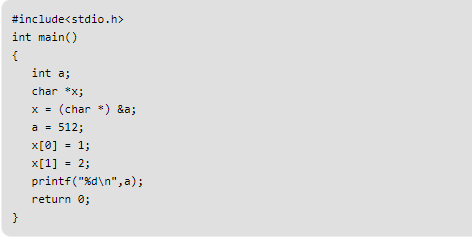 #include<stdio.h>
int main()
{
int a;
char *x;
x = (char *) &a;
a = 512;
x[0] = 1;
x[1] = 2;
printf("%d\n",a);
return 0;
}